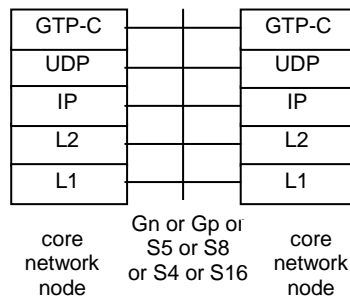 GTP-C GTP-C
UDP UDP
IP IP
L2 L2
L1 L1
core network node
Gn or Gp or
S5 or S8
or S4 or S16
core network node